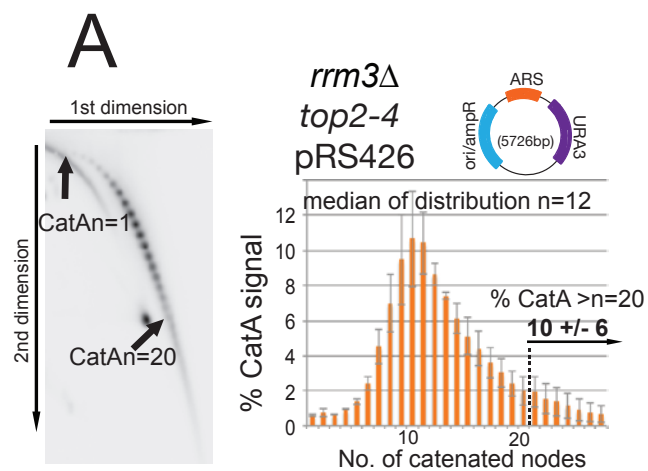 A
1st dimension
2nd dimension
CatAn=1
CatAn=20
rrm3Δ
top2-4
pRS426
ARS
ori/ampR
URA3
(5726bp)
median of distribution n=12
% CatA signal
12
10
8
6
4
2
0
% CatA >n=20
10 +/- 6
10
20
No. of catenated nodes